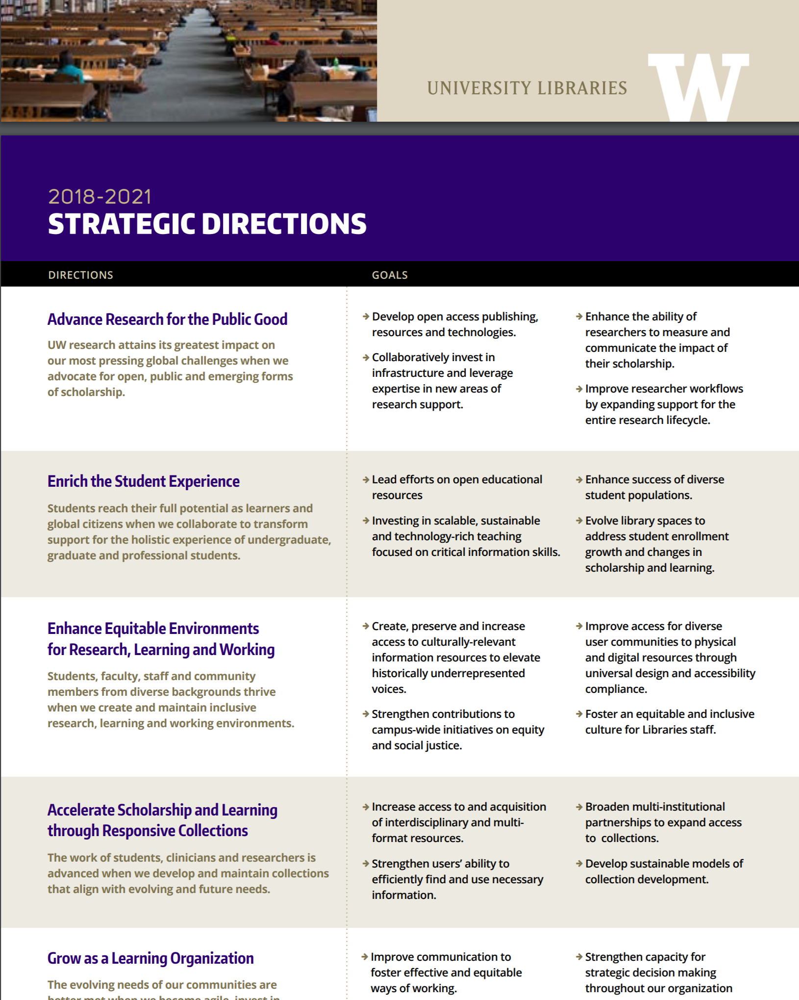 UNIVERSITY LIBRARIES
W
2018-2021
STRATEGIC DIRECTIONS
DIRECTIONS
GOALS
Advance Research for the Public Good
UW research attains its greatest impact on
our most pressing global challenges when we
advocate for open, public and emerging forms
of scholarship.
→ Develop open access publishing,
resources and technologies.
→ Collaboratively invest in
infrastructure and leverage
expertise in new areas of
research support.
→ Enhance the ability of
researchers to measure and
communicate the impact of
their scholarship.
→ Improve researcher workflows
by expanding support for the
entire research lifecycle.
Enrich the Student Experience
Students reach their full potential as learners and
global citizens when we collaborate to transform
support for the holistic experience of undergraduate,
graduate and professional students.
→ Lead efforts on open educational
resources
→ Investing in scalable, sustainable
and technology-rich teaching
focused on critical information skills.
→ Enhance success of diverse
student populations.
→ Evolve library spaces to
address student enrollment
growth and changes in
scholarship and learning.
Enhance Equitable Environments
for Research, Learning and Working
Students, faculty, staff and community
members from diverse backgrounds thrive
when we create and maintain inclusive
research, learning and working environments.
→ Create, preserve and increase
access to culturally-relevant
information resources to elevate
historically underrepresented
voices.
→ Strengthen contributions to
campus-wide initiatives on equity
and social justice.
→ Improve access for diverse
user communities to physical
and digital resources through
universal design and accessibility
compliance.
→ Foster an equitable and inclusive
culture for Libraries staff.
Accelerate Scholarship and Learning
through Responsive Collections
The work of students, clinicians and researchers is
advanced when we develop and maintain collections
that align with evolving and future needs.
→ Increase access to and acquisition
of interdisciplinary and multi-
format resources.
→ Strengthen users’ ability to
efficiently find and use necessary
information.
→ Broaden multi-institutional
partnerships to expand access
to collections.
→ Develop sustainable models of
collection development.
Grow as a Learning Organization
The evolving needs of our communities are
better met when we become agile, invest in
→ Improve communication to
foster effective and equitable
ways of working.
→ Strengthen capacity for
strategic decision making
throughout our organization